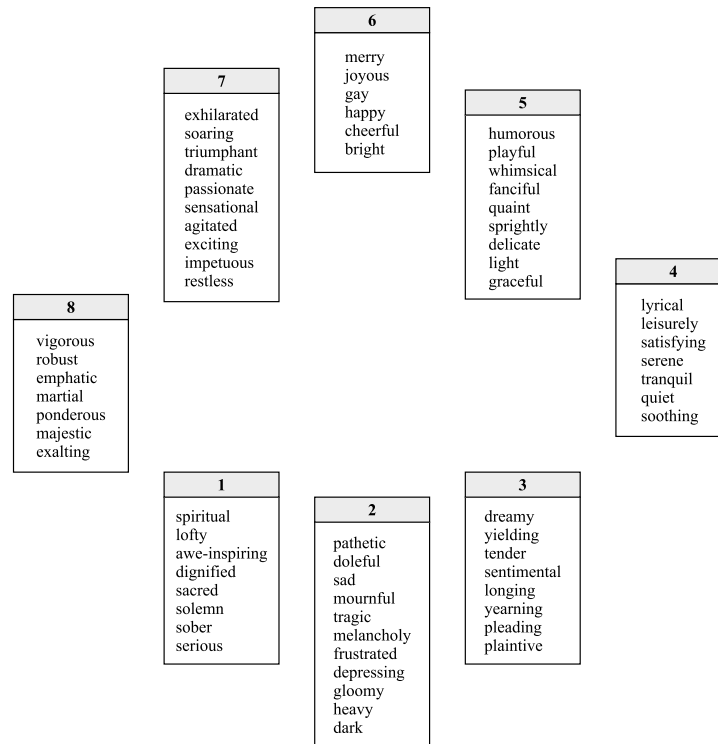 6
merry
joyous
gay
happy
cheerful
bright
7
exhilarated
soaring
triumphant
dramatic
passionate
sensational
agitated
exciting
impetuous
restless
5
humorous
playful
whimsical
fanciful
quaint
sprightly
delicate
light
graceful
4
lyrical
leisurely
satisfying
serene
tranquil
quiet
soothing
8
vigorous
robust
emphatic
martial
ponderous
majestic
exalting
1
spiritual
lofty
awe-inspiring
dignified
sacred
solemn
sober
serious
2
pathetic
doleful
sad
mournful
tragic
melancholy
frustrated
depressing
gloomy
heavy
dark
3
dreamy
yielding
tender
sentimental
longing
yearning
pleading
plaintive